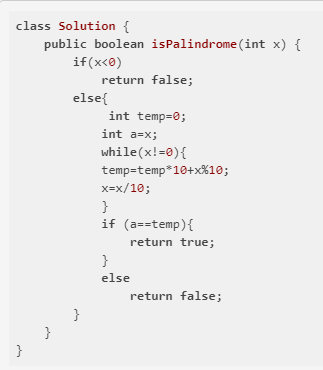 class Solution {
    public boolean isPalindrome(int x) {
        if(x<0)
            return false;
        else{
             int temp=0;
            int a=x;
            while(x!=0){
            temp=temp*10+x%10;
            x=x/10;
            }
            if (a==temp){
                return true;
            }
            else
                return false;
        }
    }
}